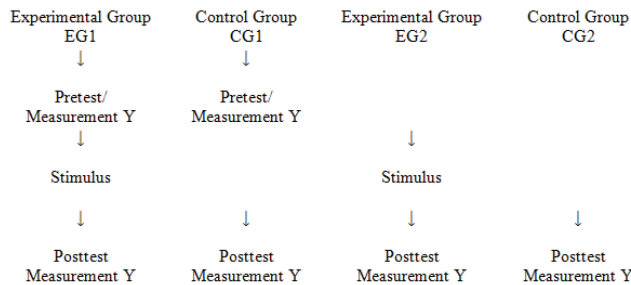 Experimental Group Control Group Experimental Group Control Group
EG1 CG1 EG2 CG2
↓ ↓
Pretest/ Pretest/
Measurement Y Measurement Y
↓ ↓
Stimulus Stimulus
↓ ↓ ↓ ↓
Posttest Posttest Posttest Posttest
Measurement Y Measurement Y Measurement Y Measurement Y